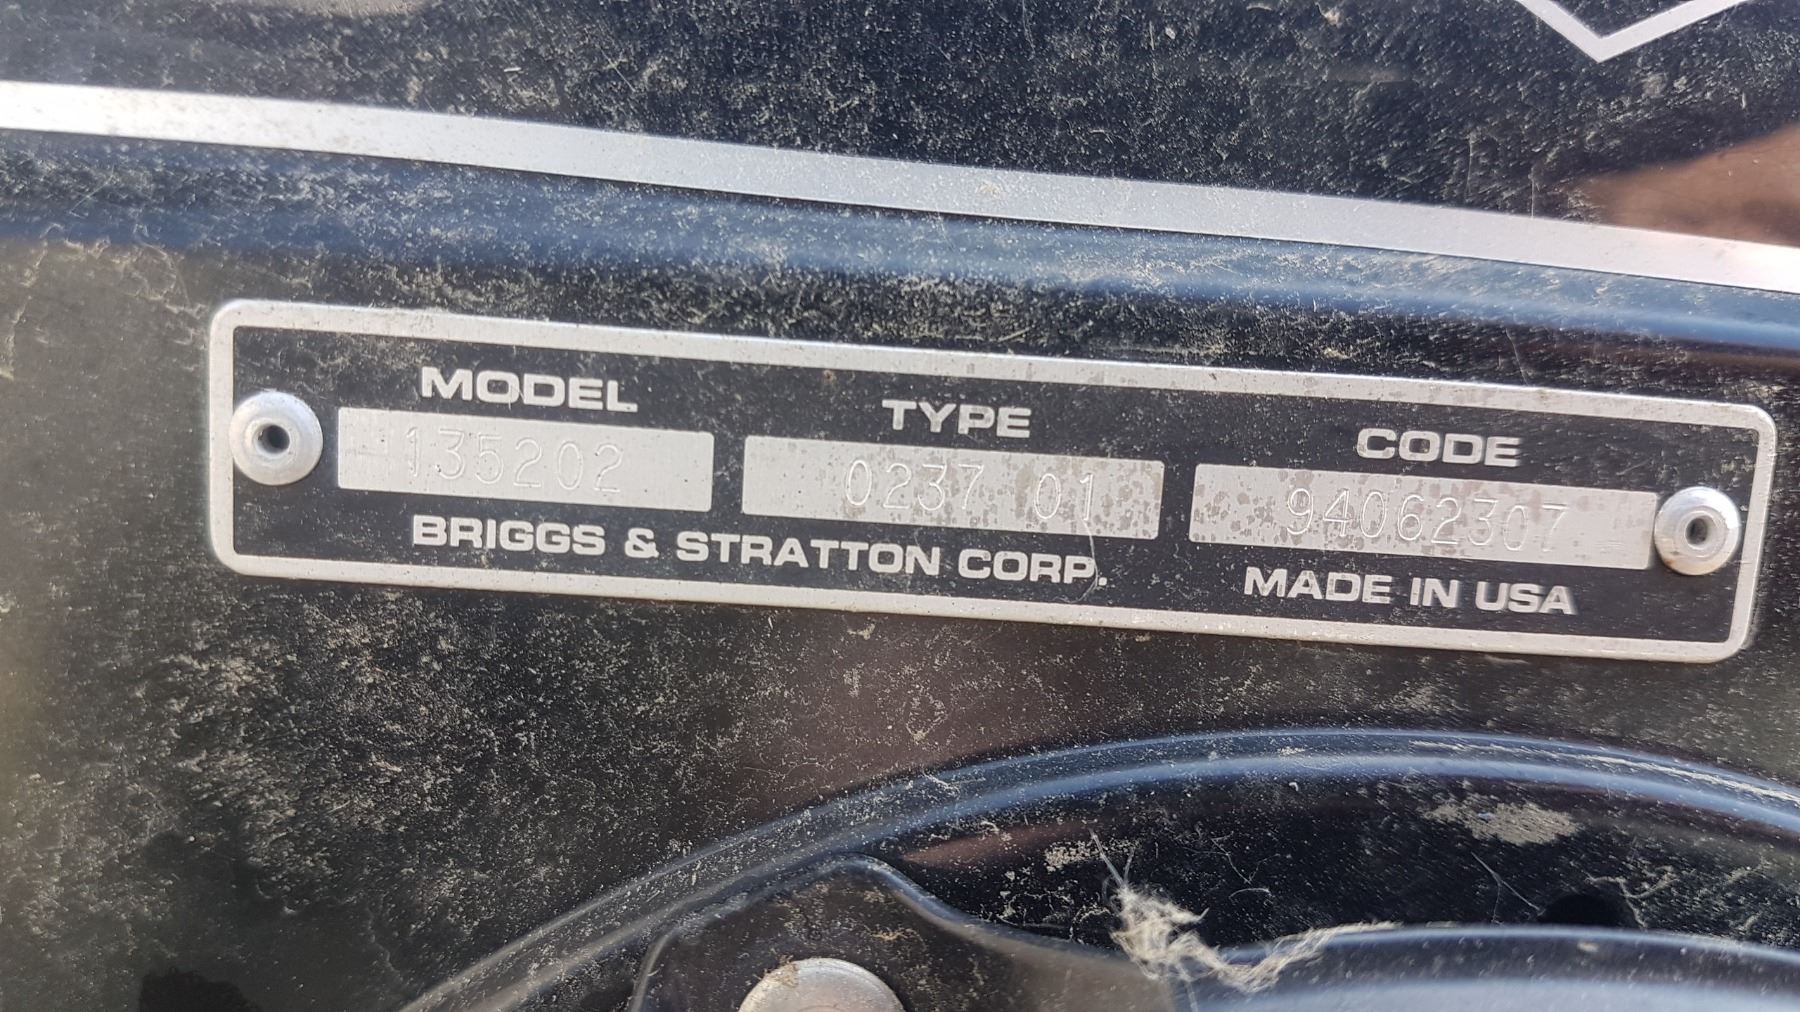 MODEL TYPE CODE
135202 0237 01 94062307
BRIGGS & STRATTON CORP. MADE IN USA